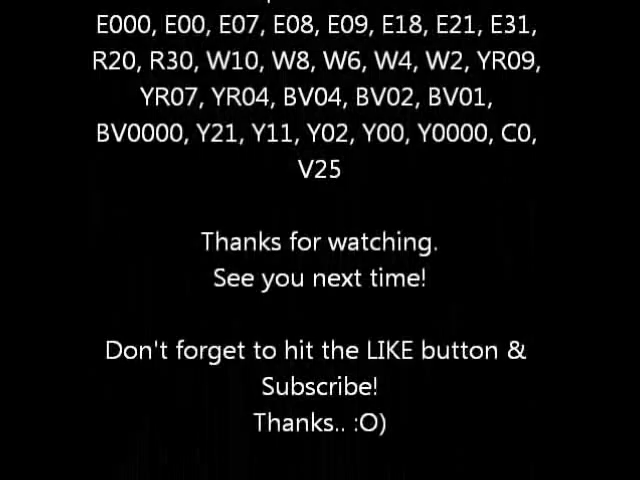 E000, E00, E07, E08, E09, E18, E21, E31,
R20, R30, W10, W8, W6, W4, W2, YR09,
YR07, YR04, BV04, BV02, BV01,
BV0000, Y21, Y11, Y02, Y00, Y0000, C0,
V25
Thanks for watching.
See you next time!
Don't forget to hit the LIKE button &
Subscribe!
Thanks.. :O)